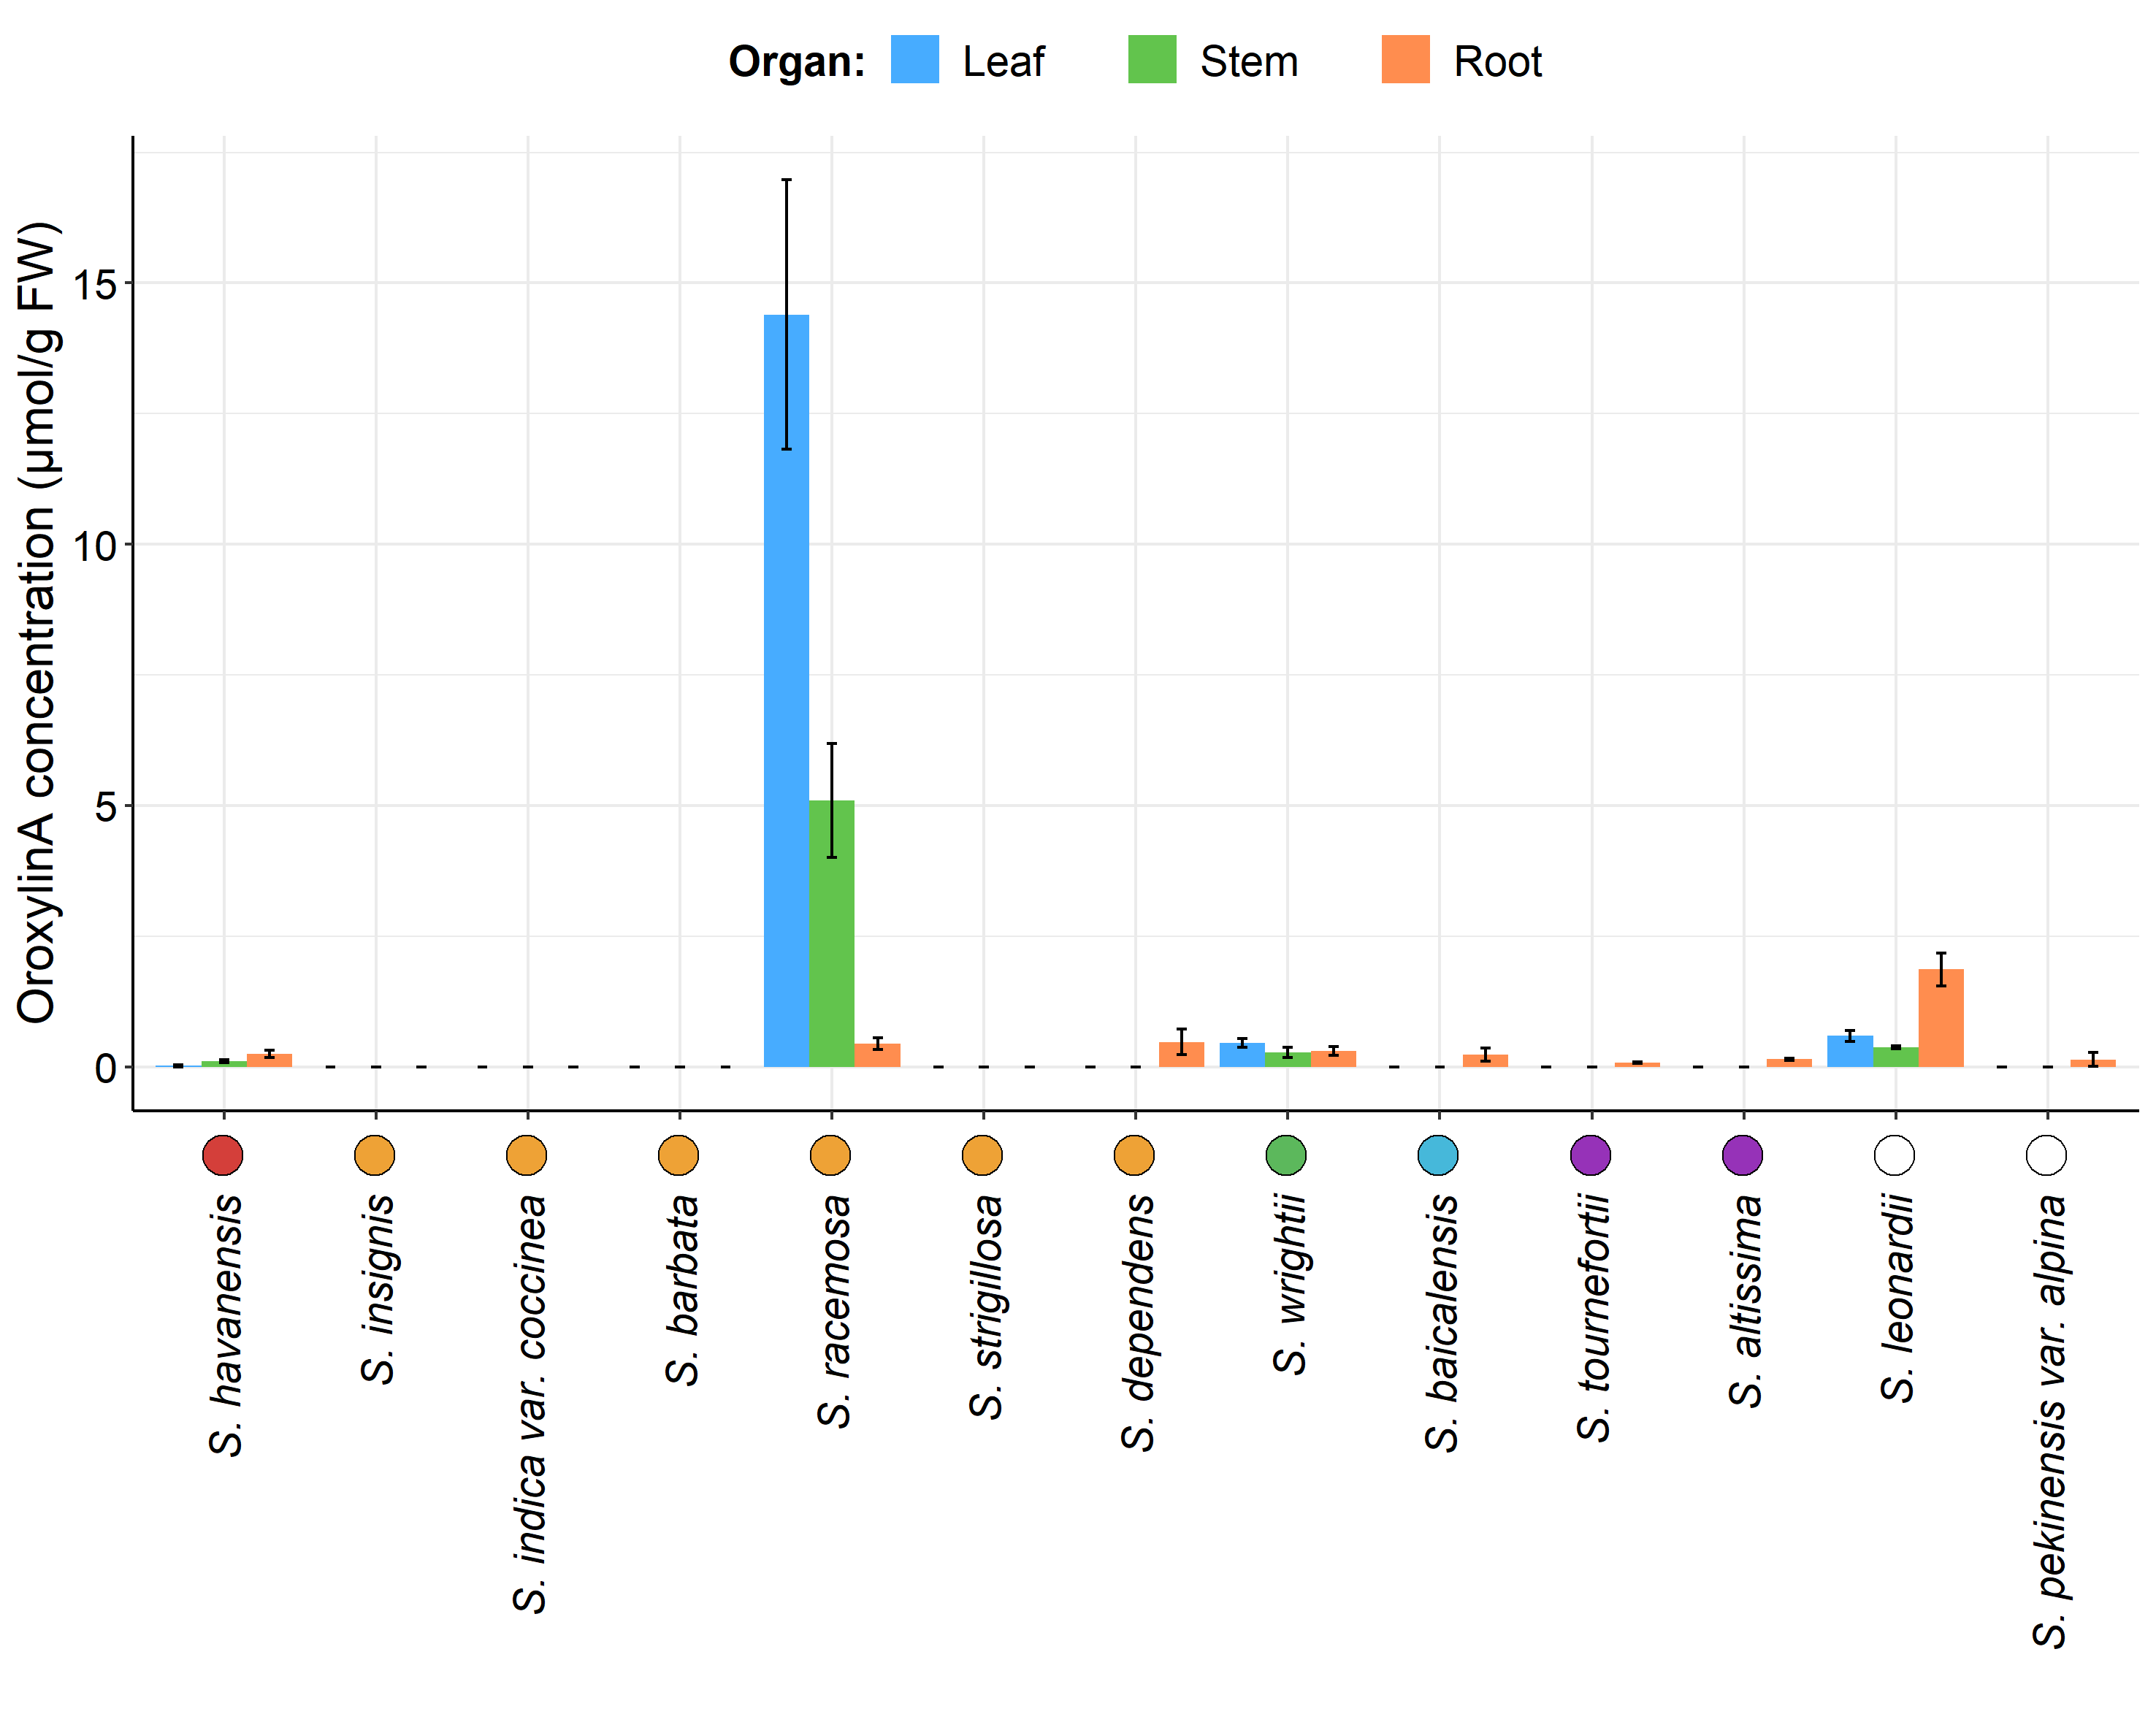 Organ: Leaf Stem Root
OroxylinA concentration (µmol/g FW)
15
10
5
0
S. havanensis
S. insignis
S. indica var. coccinea
S. barbata
S. racemosa
S. strigillosa
S. dependens
S. wrightii
S. baicalensis
S. tournefortii
S. altissima
S. leonardii
S. pekinensis var. alpina